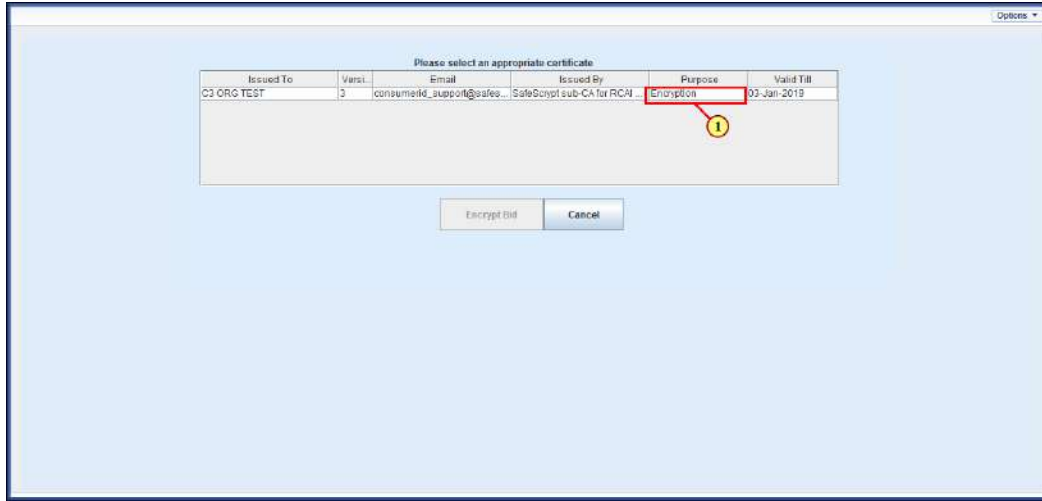 Options
Please select an appropriate certificate
Issued To Versi... Email Issued By Purpose Valid Till
C3 ORG TEST 3 consumerid_support@safes... SafeScrypt sub-CA for RCAI ... Encryption 03-Jan-2019
1
Encrypt Bid Cancel